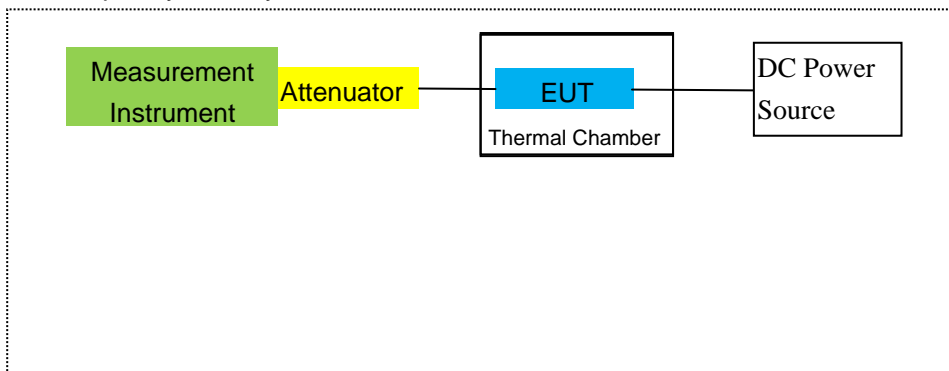 Measurement
Instrument
Attenuator
EUT
Thermal Chamber
DC Power
Source